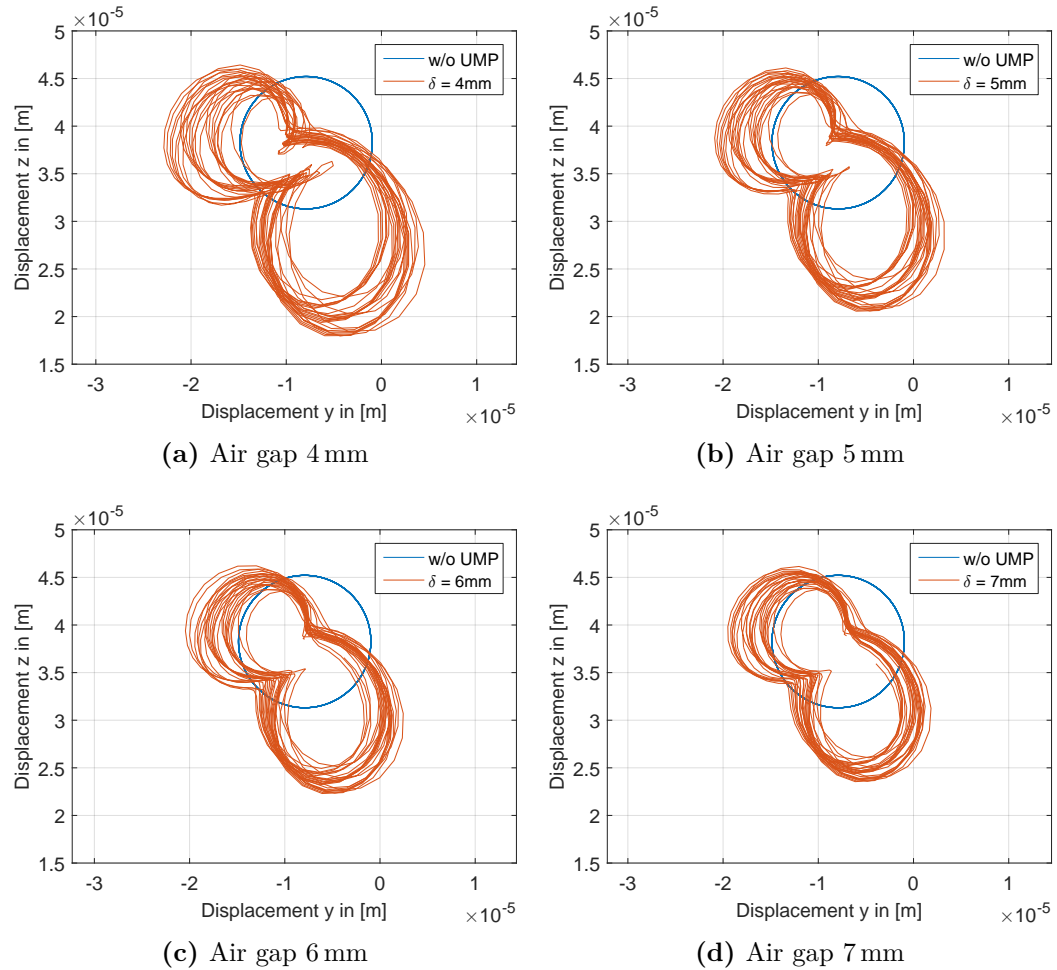 ×10⁻⁵
5
4.5
4
3.5
3
2.5
2
1.5
Displacement z in [m]
w/o UMP
δ = 4mm
-3 -2 -1 0 1
Displacement y in [m]
×10⁻⁵
(a) Air gap 4 mm
×10⁻⁵
5
4.5
4
3.5
3
2.5
2
1.5
Displacement z in [m]
w/o UMP
δ = 5mm
-3 -2 -1 0 1
Displacement y in [m]
×10⁻⁵
(b) Air gap 5 mm
×10⁻⁵
5
4.5
4
3.5
3
2.5
2
1.5
Displacement z in [m]
w/o UMP
δ = 6mm
-3 -2 -1 0 1
Displacement y in [m]
×10⁻⁵
(c) Air gap 6 mm
×10⁻⁵
5
4.5
4
3.5
3
2.5
2
1.5
Displacement z in [m]
w/o UMP
δ = 7mm
-3 -2 -1 0 1
Displacement y in [m]
×10⁻⁵
(d) Air gap 7 mm